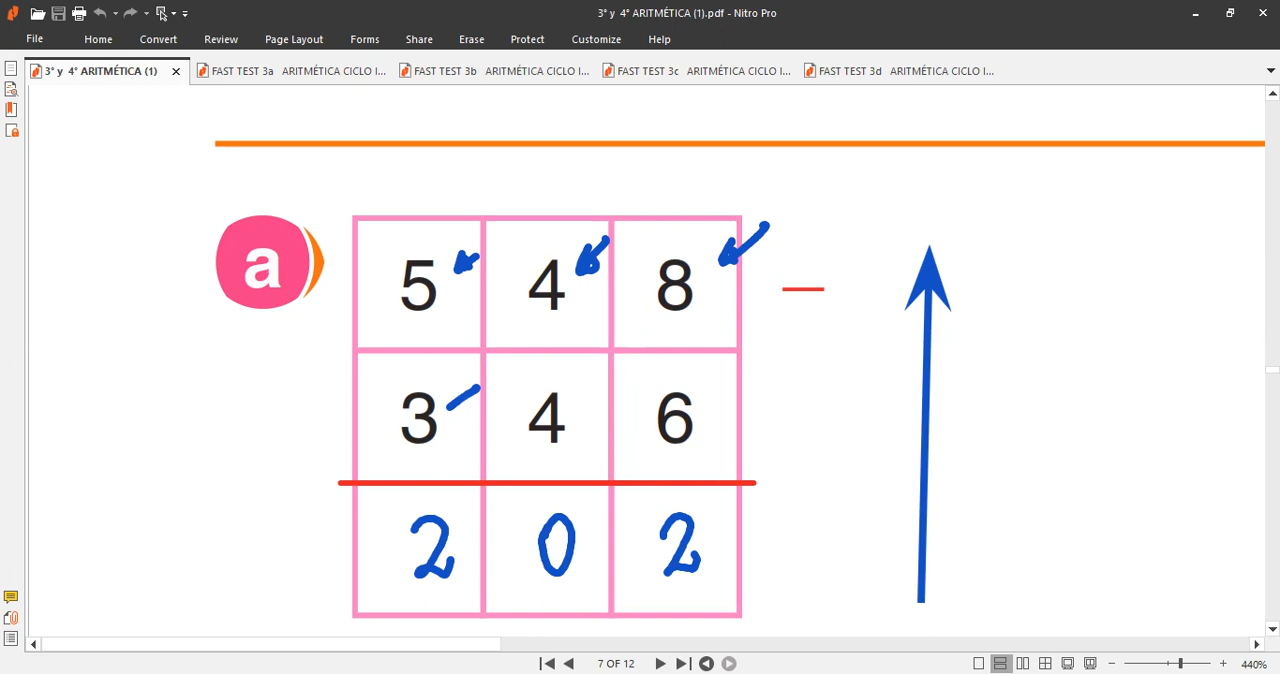 3° y  4° ARITMÉTICA (1).pdf - Nitro Pro
File Home Convert Review Page Layout Forms Share Erase Protect Customize Help
3° y  4° ARITMÉTICA (1) FAST TEST 3a   ARITMÉTICA CICLO I... FAST TEST 3b   ARITMÉTICA CICLO I... FAST TEST 3c   ARITMÉTICA CICLO I... FAST TEST 3d   ARITMÉTICA CICLO I...
a 5 4 8 −
3 4 6
2 0 2
7 OF 12 440%